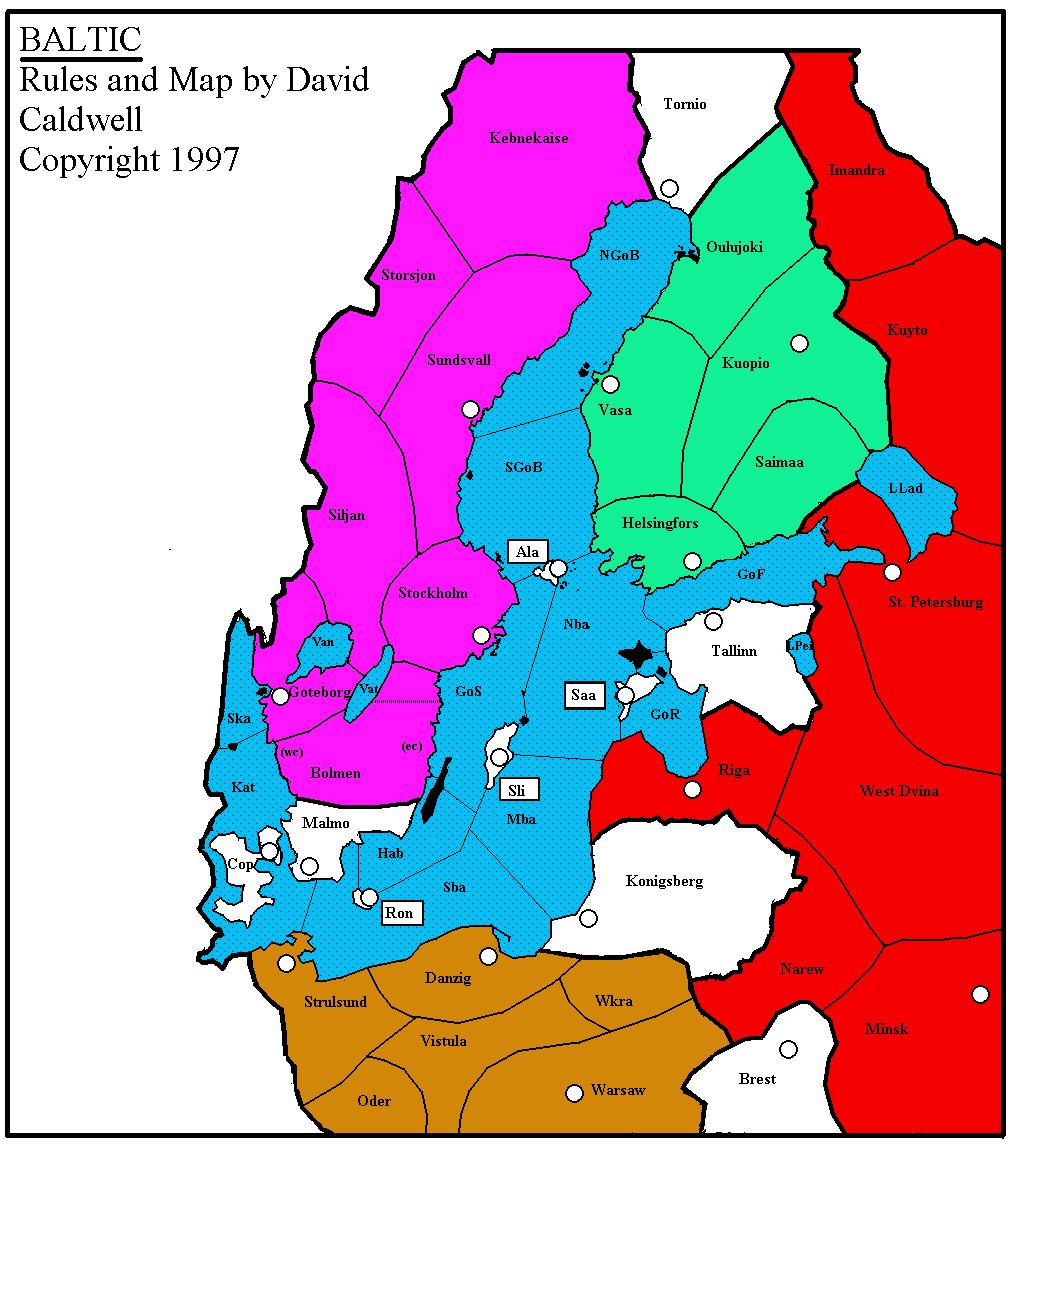 BALTIC
Rules and Map by David
Caldwell
Copyright 1997
Tornio
Kebnekaise
Imandra
Oulujoki
NGoB
Storsjon
Kuyto
Sundsvall
Kuopio
Vasa
Saimaa
SGoB
LLad
Siljan
Helsingfors
Ala
GoF
Stockholm
St. Petersburg
Nba
Van
Tallinn
LPei
Vat
Goteborg
GoS
Saa
GoR
Ska
(wc)
(ec)
Bolmen
Riga
Kat
Sli
West Dvina
Malmo
Mba
Hab
Cop
Konigsberg
Sba
Ron
Narew
Danzig
Strulsund
Wkra
Minsk
Vistula
Brest
Warsaw
Oder